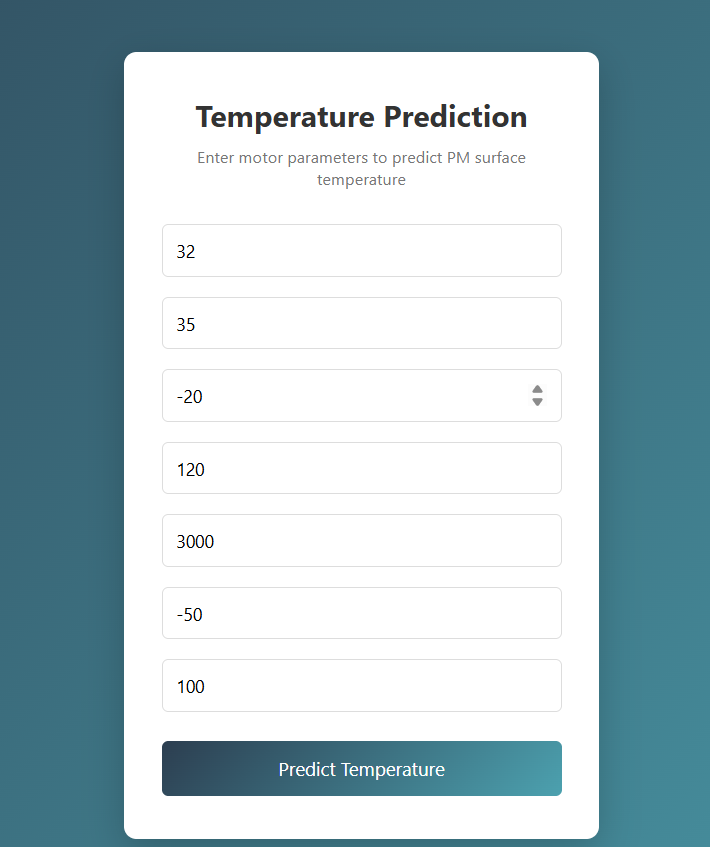 Temperature Prediction
Enter motor parameters to predict PM surface
temperature
32
35
-20
120
3000
-50
100
Predict Temperature